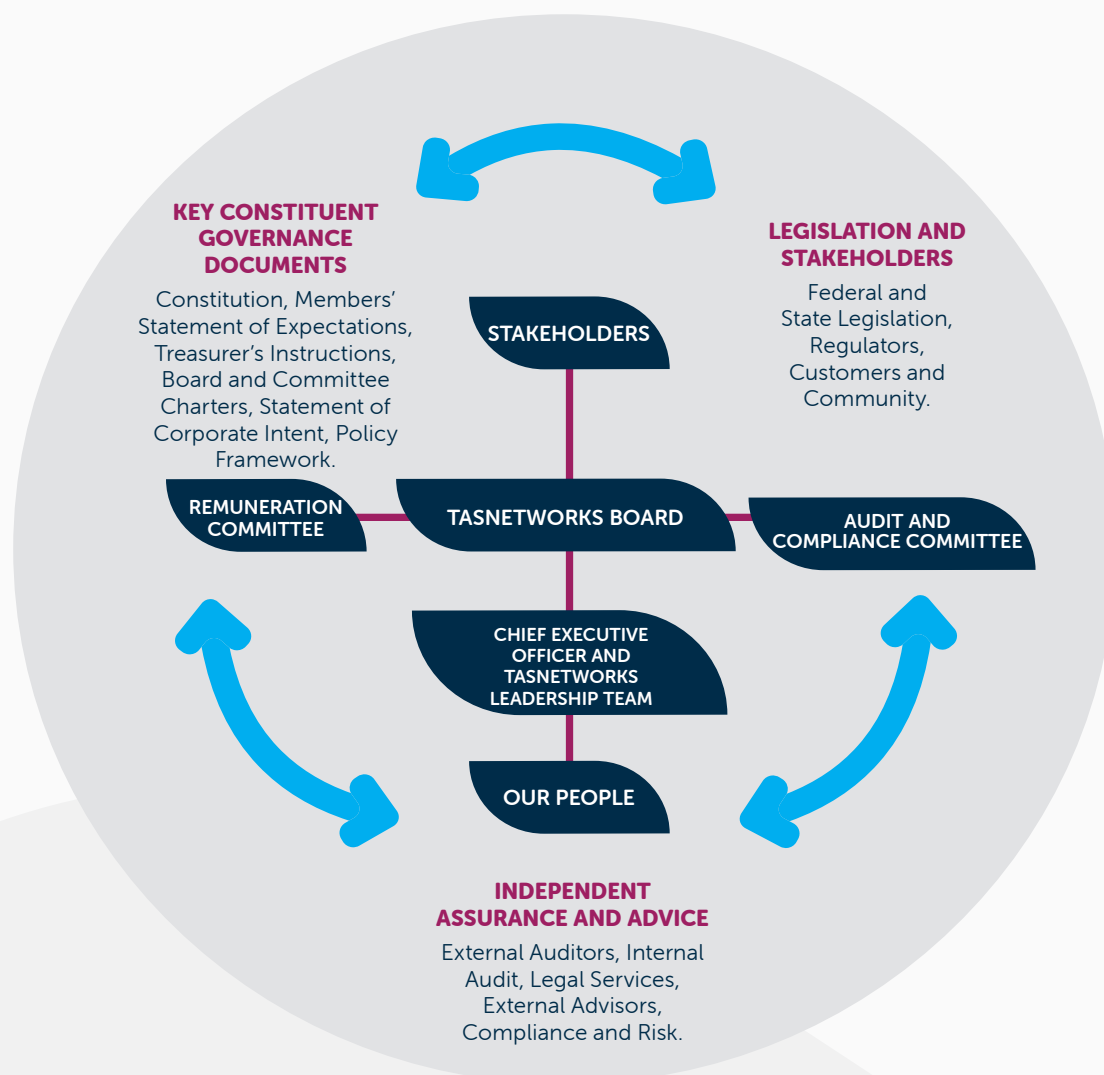 KEY CONSTITUENT
GOVERNANCE
DOCUMENTS
Constitution, Members’
Statement of Expectations,
Treasurer’s Instructions,
Board and Committee
Charters, Statement of
Corporate Intent, Policy
Framework.
LEGISLATION AND
STAKEHOLDERS
Federal and
State Legislation,
Regulators,
Customers and
Community.
STAKEHOLDERS
REMUNERATION
COMMITTEE
TASNETWORKS BOARD
AUDIT AND
COMPLIANCE COMMITTEE
CHIEF EXECUTIVE
OFFICER AND
TASNETWORKS
LEADERSHIP TEAM
OUR PEOPLE
INDEPENDENT
ASSURANCE AND ADVICE
External Auditors, Internal
Audit, Legal Services,
External Advisors,
Compliance and Risk.